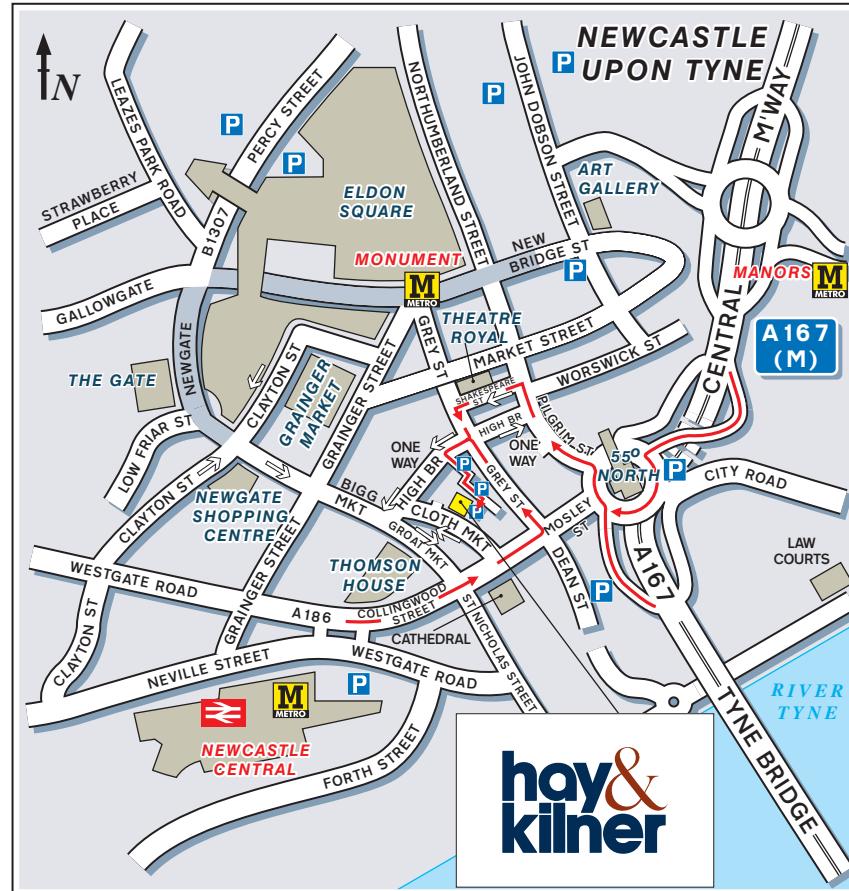 NEWCASTLE
UPON TYNE
N
LEAZES PARK ROAD
PERCY STREET
NORTHUMBERLAND STREET
JOHN DOBSON STREET
M'WAY
P
P
P
P
STRAWBERRY
PLACE
B1307
ELDON
SQUARE
ART
GALLERY
MONUMENT
M
METRO
NEW
BRIDGE ST
P
MANORS
M
METRO
GALLOWGATE
NEWGATE
THEATRE
ROYAL
MARKET STREET
A167
(M)
CENTRAL
THE GATE
CLAYTON ST
GRAINGER
MARKET
GRAINGER STREET
GREY ST
SHAKESPEARE
ST
WORSWICK ST
LOW FRIAR ST
ONE
WAY
HIGH BR
HIGH BR
ONE
WAY
PILGRIM ST
55º
NORTH
P
CITY ROAD
CLAYTON ST
NEWGATE
SHOPPING
CENTRE
BIGG
MKT
P
P
P
GREY ST
CLOTH MKT
GROAT MKT
MOSLEY
ST
A167
LAW
COURTS
WESTGATE ROAD
GRAINGER STREET
THOMSON
HOUSE
DEAN ST
P
A186
COLLINGWOOD
STREET
CATHEDRAL
ST NICHOLAS STREET
CLAYTON ST
NEVILLE STREET
WESTGATE ROAD
P
M
METRO
NEWCASTLE
CENTRAL
FORTH STREET
RIVER
TYNE
TYNE BRIDGE
hay&
kilner